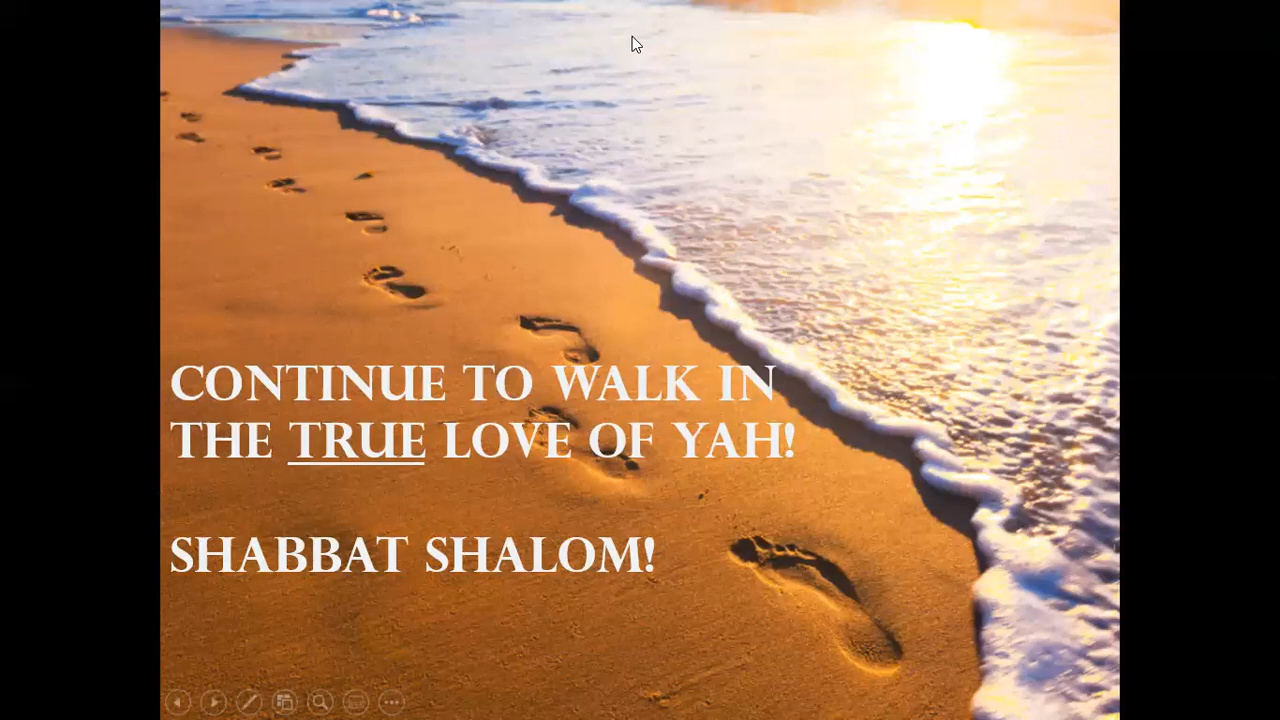 CONTINUE TO WALK IN
THE TRUE LOVE OF YAH!
SHABBAT SHALOM!